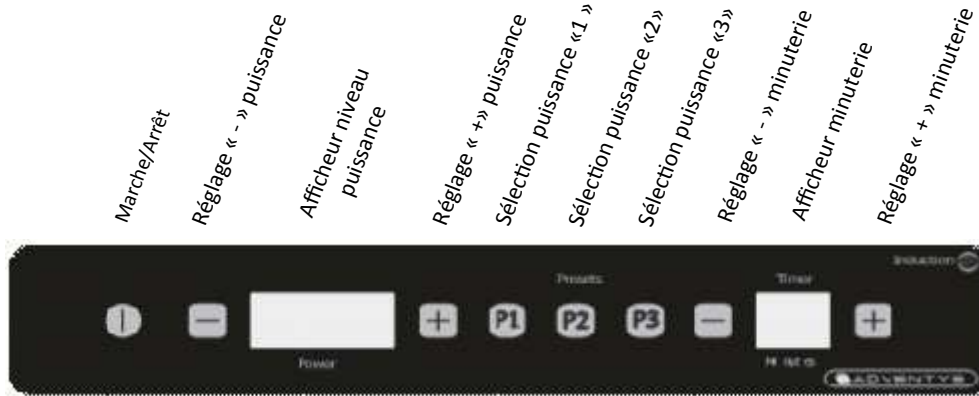 Marche/Arrêt
Réglage « - » puissance
Afficheur niveau
puissance
Réglage « +» puissance
Sélection puissance «1 »
Sélection puissance «2»
Sélection puissance «3»
Réglage « - » minuterie
Afficheur minuterie
Réglage « + » minuterie
Induction
Presets
Timer
P1 P2 P3
Power
ADVENTYS